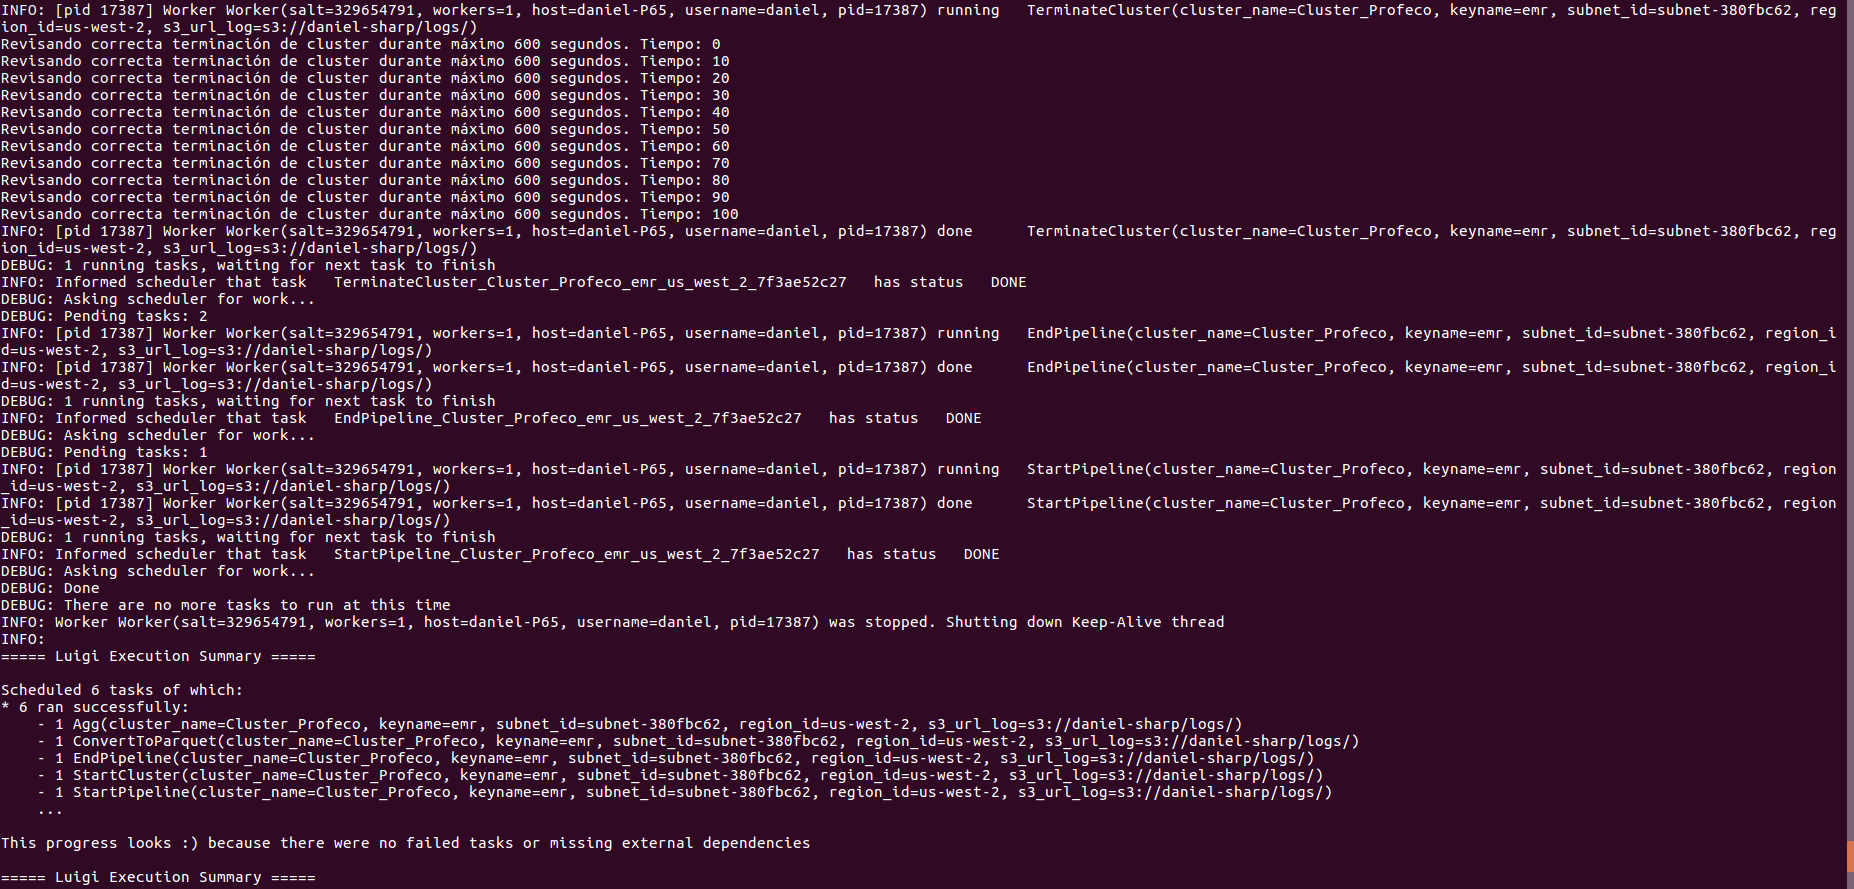 INFO: [pid 17387] Worker Worker(salt=329654791, workers=1, host=daniel-P65, username=daniel, pid=17387) running   TerminateCluster(cluster_name=Cluster_Profeco, keyname=emr, subnet_id=subnet-380fbc62, reg
ion_id=us-west-2, s3_url_log=s3://daniel-sharp/logs/)
Revisando correcta terminación de cluster durante máximo 600 segundos. Tiempo: 0
Revisando correcta terminación de cluster durante máximo 600 segundos. Tiempo: 10
Revisando correcta terminación de cluster durante máximo 600 segundos. Tiempo: 20
Revisando correcta terminación de cluster durante máximo 600 segundos. Tiempo: 30
Revisando correcta terminación de cluster durante máximo 600 segundos. Tiempo: 40
Revisando correcta terminación de cluster durante máximo 600 segundos. Tiempo: 50
Revisando correcta terminación de cluster durante máximo 600 segundos. Tiempo: 60
Revisando correcta terminación de cluster durante máximo 600 segundos. Tiempo: 70
Revisando correcta terminación de cluster durante máximo 600 segundos. Tiempo: 80
Revisando correcta terminación de cluster durante máximo 600 segundos. Tiempo: 90
Revisando correcta terminación de cluster durante máximo 600 segundos. Tiempo: 100
INFO: [pid 17387] Worker Worker(salt=329654791, workers=1, host=daniel-P65, username=daniel, pid=17387) done      TerminateCluster(cluster_name=Cluster_Profeco, keyname=emr, subnet_id=subnet-380fbc62, reg
ion_id=us-west-2, s3_url_log=s3://daniel-sharp/logs/)
DEBUG: 1 running tasks, waiting for next task to finish
INFO: Informed scheduler that task   TerminateCluster_Cluster_Profeco_emr_us_west_2_7f3ae52c27   has status   DONE
DEBUG: Asking scheduler for work...
DEBUG: Pending tasks: 2
INFO: [pid 17387] Worker Worker(salt=329654791, workers=1, host=daniel-P65, username=daniel, pid=17387) running   EndPipeline(cluster_name=Cluster_Profeco, keyname=emr, subnet_id=subnet-380fbc62, region_i
d=us-west-2, s3_url_log=s3://daniel-sharp/logs/)
INFO: [pid 17387] Worker Worker(salt=329654791, workers=1, host=daniel-P65, username=daniel, pid=17387) done      EndPipeline(cluster_name=Cluster_Profeco, keyname=emr, subnet_id=subnet-380fbc62, region_i
d=us-west-2, s3_url_log=s3://daniel-sharp/logs/)
DEBUG: 1 running tasks, waiting for next task to finish
INFO: Informed scheduler that task   EndPipeline_Cluster_Profeco_emr_us_west_2_7f3ae52c27   has status   DONE
DEBUG: Asking scheduler for work...
DEBUG: Pending tasks: 1
INFO: [pid 17387] Worker Worker(salt=329654791, workers=1, host=daniel-P65, username=daniel, pid=17387) running   StartPipeline(cluster_name=Cluster_Profeco, keyname=emr, subnet_id=subnet-380fbc62, region
_id=us-west-2, s3_url_log=s3://daniel-sharp/logs/)
INFO: [pid 17387] Worker Worker(salt=329654791, workers=1, host=daniel-P65, username=daniel, pid=17387) done      StartPipeline(cluster_name=Cluster_Profeco, keyname=emr, subnet_id=subnet-380fbc62, region
_id=us-west-2, s3_url_log=s3://daniel-sharp/logs/)
DEBUG: 1 running tasks, waiting for next task to finish
INFO: Informed scheduler that task   StartPipeline_Cluster_Profeco_emr_us_west_2_7f3ae52c27   has status   DONE
DEBUG: Asking scheduler for work...
DEBUG: Done
DEBUG: There are no more tasks to run at this time
INFO: Worker Worker(salt=329654791, workers=1, host=daniel-P65, username=daniel, pid=17387) was stopped. Shutting down Keep-Alive thread
INFO:
===== Luigi Execution Summary =====

Scheduled 6 tasks of which:
* 6 ran successfully:
    - 1 Agg(cluster_name=Cluster_Profeco, keyname=emr, subnet_id=subnet-380fbc62, region_id=us-west-2, s3_url_log=s3://daniel-sharp/logs/)
    - 1 ConvertToParquet(cluster_name=Cluster_Profeco, keyname=emr, subnet_id=subnet-380fbc62, region_id=us-west-2, s3_url_log=s3://daniel-sharp/logs/)
    - 1 EndPipeline(cluster_name=Cluster_Profeco, keyname=emr, subnet_id=subnet-380fbc62, region_id=us-west-2, s3_url_log=s3://daniel-sharp/logs/)
    - 1 StartCluster(cluster_name=Cluster_Profeco, keyname=emr, subnet_id=subnet-380fbc62, region_id=us-west-2, s3_url_log=s3://daniel-sharp/logs/)
    - 1 StartPipeline(cluster_name=Cluster_Profeco, keyname=emr, subnet_id=subnet-380fbc62, region_id=us-west-2, s3_url_log=s3://daniel-sharp/logs/)
    ...

This progress looks :) because there were no failed tasks or missing external dependencies

===== Luigi Execution Summary =====